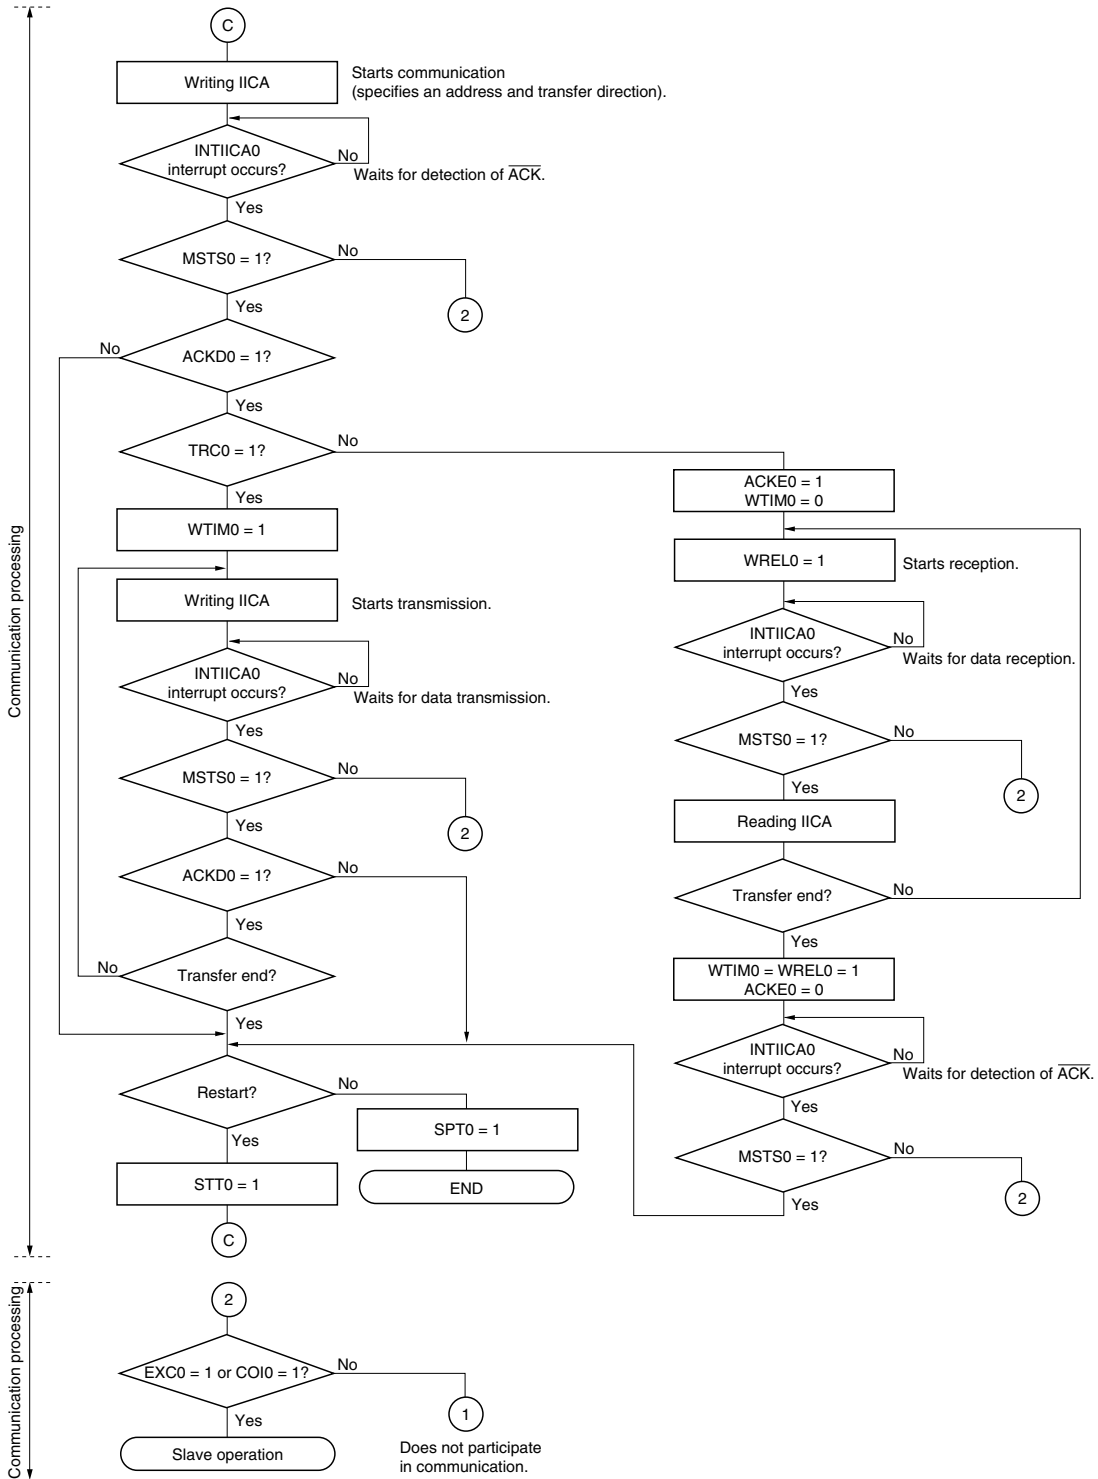 C
Writing IICA
Starts communication
(specifies an address and transfer direction).
INTIICA0
interrupt occurs?
No
Waits for detection of ACK.
Yes
MSTS0 = 1?
No
2
Yes
No
ACKD0 = 1?
Yes
TRC0 = 1?
No
Yes
WTIM0 = 1
Writing IICA
Starts transmission.
INTIICA0
interrupt occurs?
No
Waits for data transmission.
Yes
MSTS0 = 1?
No
2
Yes
ACKD0 = 1?
No
Yes
No
Transfer end?
Yes
Restart?
No
SPT0 = 1
END
Yes
STT0 = 1
C
ACKE0 = 1
WTIM0 = 0
WREL0 = 1
Starts reception.
INTIICA0
interrupt occurs?
No
Waits for data reception.
Yes
MSTS0 = 1?
No
2
Yes
Reading IICA
Transfer end?
No
Yes
WTIM0 = WREL0 = 1
ACKE0 = 0
INTIICA0
interrupt occurs?
No
Waits for detection of ACK.
Yes
MSTS0 = 1?
No
2
Yes
Communication processing
2
EXC0 = 1 or COI0 = 1?
No
1
Does not participate
in communication.
Yes
Slave operation
Communication processing